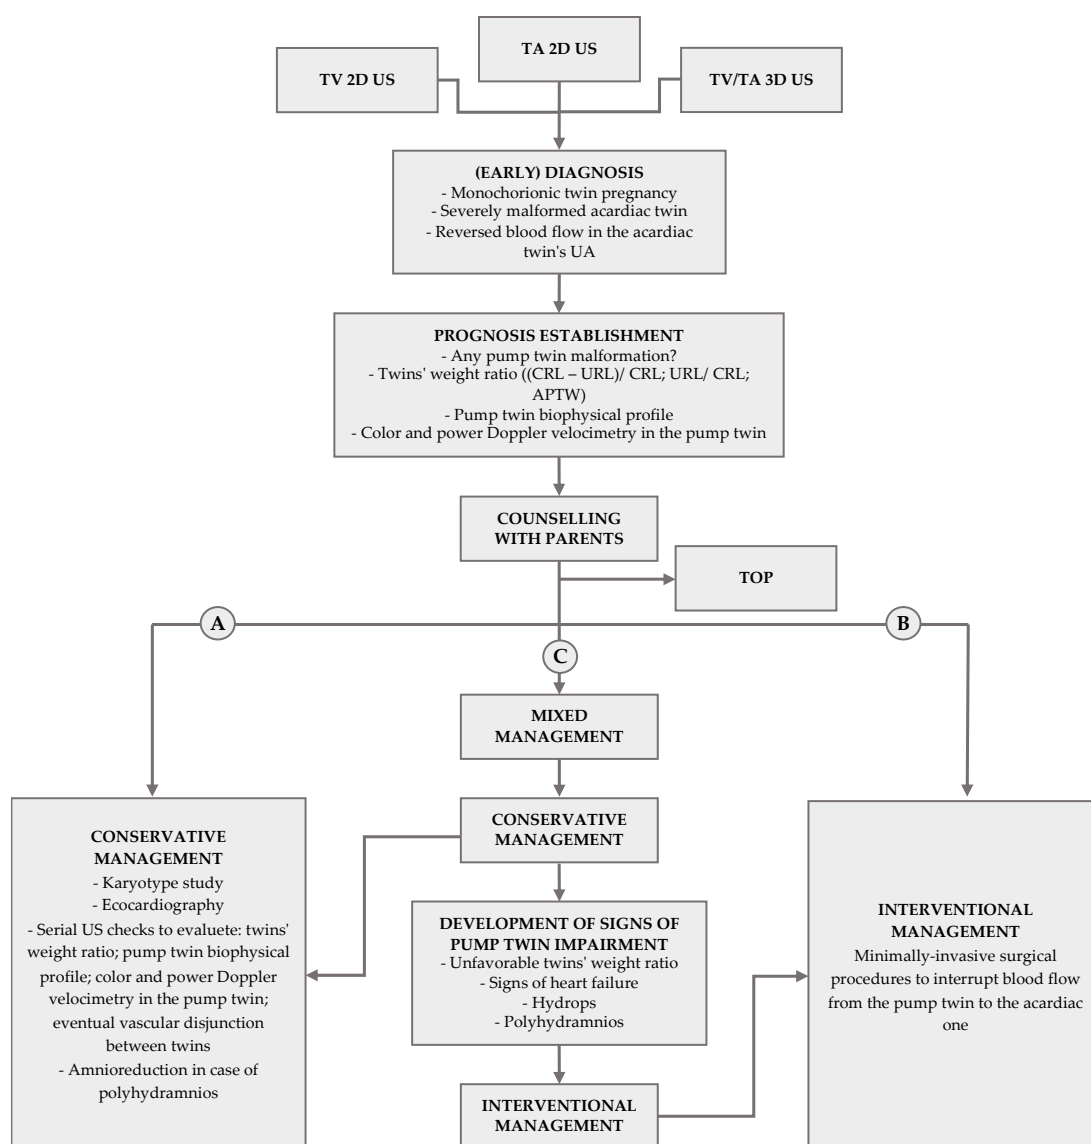 TA 2D US
TV 2D US
TV/TA 3D US
(EARLY) DIAGNOSIS
- Monochorionic twin pregnancy
- Severely malformed acardiac twin
- Reversed blood flow in the acardiac
twin's UA
PROGNOSIS ESTABLISHMENT
- Any pump twin malformation?
- Twins' weight ratio ((CRL – URL)/ CRL; URL/ CRL;
APTW)
- Pump twin biophysical profile
- Color and power Doppler velocimetry in the pump twin
COUNSELLING
WITH PARENTS
TOP
A
B
C
MIXED
MANAGEMENT
CONSERVATIVE
MANAGEMENT
- Karyotype study
- Ecocardiography
- Serial US checks to evaluete: twins'
weight ratio; pump twin biophysical
profile; color and power Doppler
velocimetry in the pump twin;
eventual vascular disjunction
between twins
- Amnioreduction in case of
polyhydramnios
CONSERVATIVE
MANAGEMENT
DEVELOPMENT OF SIGNS OF
PUMP TWIN IMPAIRMENT
- Unfavorable twins' weight ratio
- Signs of heart failure
- Hydrops
- Polyhydramnios
INTERVENTIONAL
MANAGEMENT
INTERVENTIONAL
MANAGEMENT
Minimally-invasive surgical
procedures to interrupt blood flow
from the pump twin to the acardiac
one